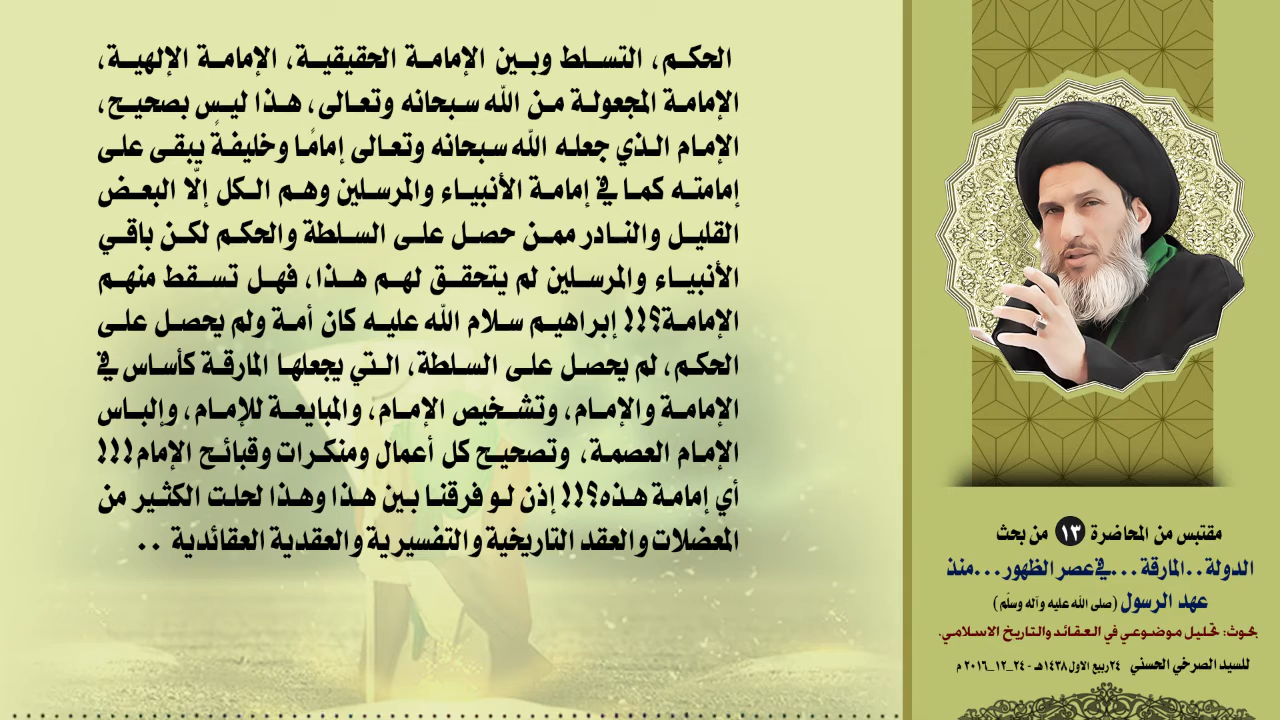 الحكم، التسلط وبين الإمامة الحقيقية، الإمامة الإلهية،
الإمامة المجعولة من الله سبحانه وتعالى، هذا ليس بصحيح،
الإمام الذي جعله الله سبحانه وتعالى إمامًا وخليفةً يبقى على
إمامته كما في إمامة الأنبياء والمرسلين وهم الكل إلّا البعض
القليل والنادر ممن حصل على السلطة والحكم لكن باقي
الأنبياء والمرسلين لم يتحقق لهم هذا، فهل تسقط منهم
الإمامة؟!! إبراهيم سلام الله عليه كان أمة ولم يحصل على
الحكم، لم يحصل على السلطة، التي يجعلها المارقة كأساس في
الإمامة والإمام، وتشخيص الإمام، والمبايعة للإمام، وإلباس
الإمام العصمة، وتصحيح كل أعمال ومنكرات وقبائح الإمام!!!
أي إمامة هذه؟!! إذن لو فرقنا بين هذا وهذا لحلت الكثير من
المعضلات والعقد التاريخية والتفسيرية والعقدية العقائدية ..
مقتبس من المحاضرة ١٣ من بحث
الدولة..المارقة...في عصر الظهور...منذ
عهد الرسول (صلى الله عليه وآله وسلّم)
بحوث: تحليل موضوعي في العقائد والتاريخ الاسلامي.
للسيد الصرخي الحسني ٢٤ ربيع الاول ١٤٣٨هـ - ٢٤_١٢_٢٠١٦ م